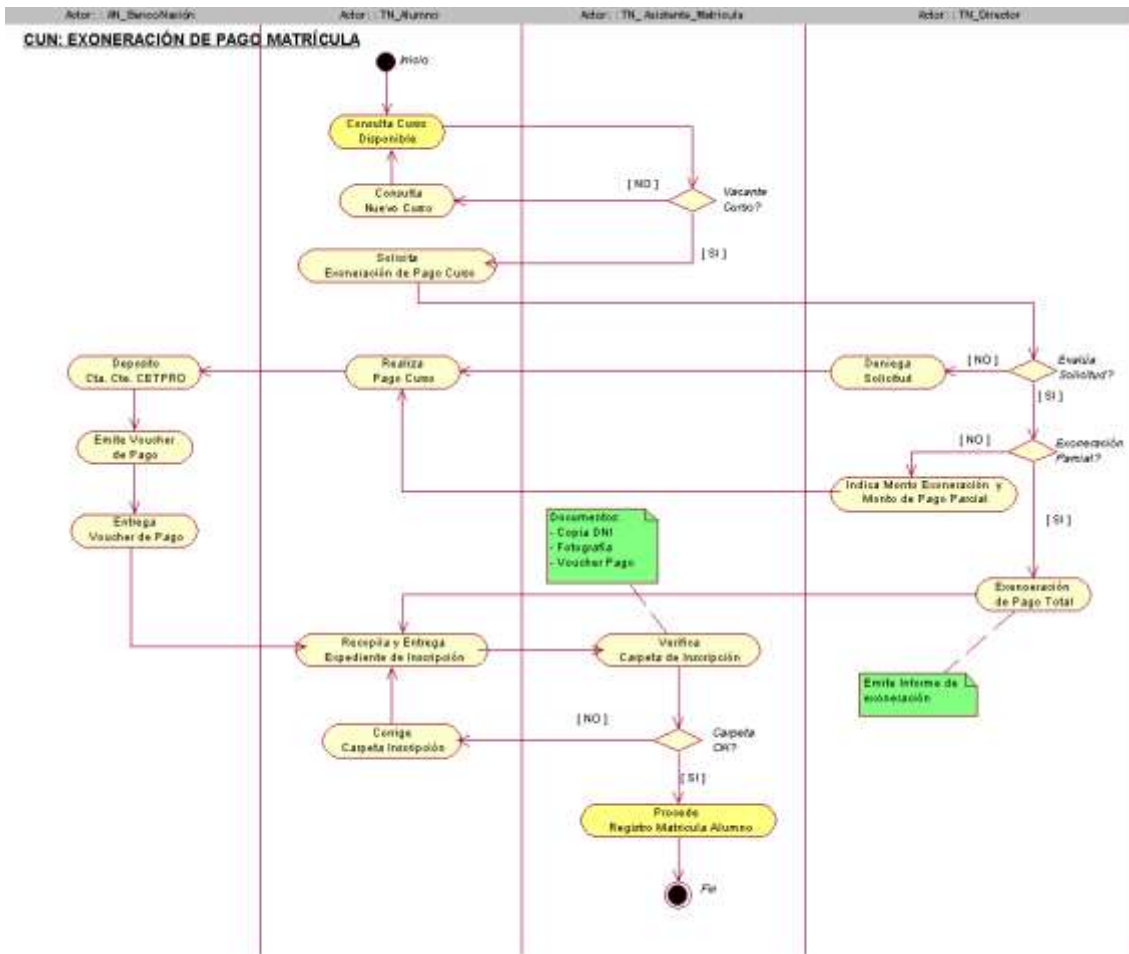 Actor : : AN_BancoNación
Actor : : TN_Alumno
Actor : : TN_ Asistente_Matricula
Actor : : TN_Director
CUN: EXONERACIÓN DE PAGO MATRÍCULA
Inicio
Consulta Curso
Disponible
[ NO ]
Vacante
Curso?
Consulta
Nuevo Curso
[ SI ]
Solicita
Exoneración de Pago Curso
Deposito
Cta. Cte. CETPRO
Realiza
Pago Curso
Deniega
Solicitud
[ NO ]
Evalúa
Solicitud?
[ SI ]
Emite Voucher
de Pago
[ NO ]
Exoneración
Parcial?
Indica Monto Exoneración y
Monto de Pago Parcial
Entrega
Voucher de Pago
Documentos:
- Copia DNI
- Fotografía
- Voucher Pago
[ SI ]
Exoneración
de Pago Total
Recopila y Entrega
Expediente de Inscripción
Verifica
Carpeta de Inscripción
Emite Informe de
exoneración
[ NO ]
Corrige
Carpeta Inscripción
Carpeta
OK?
[ SI ]
Procede
Registro Matricula Alumno
Fin